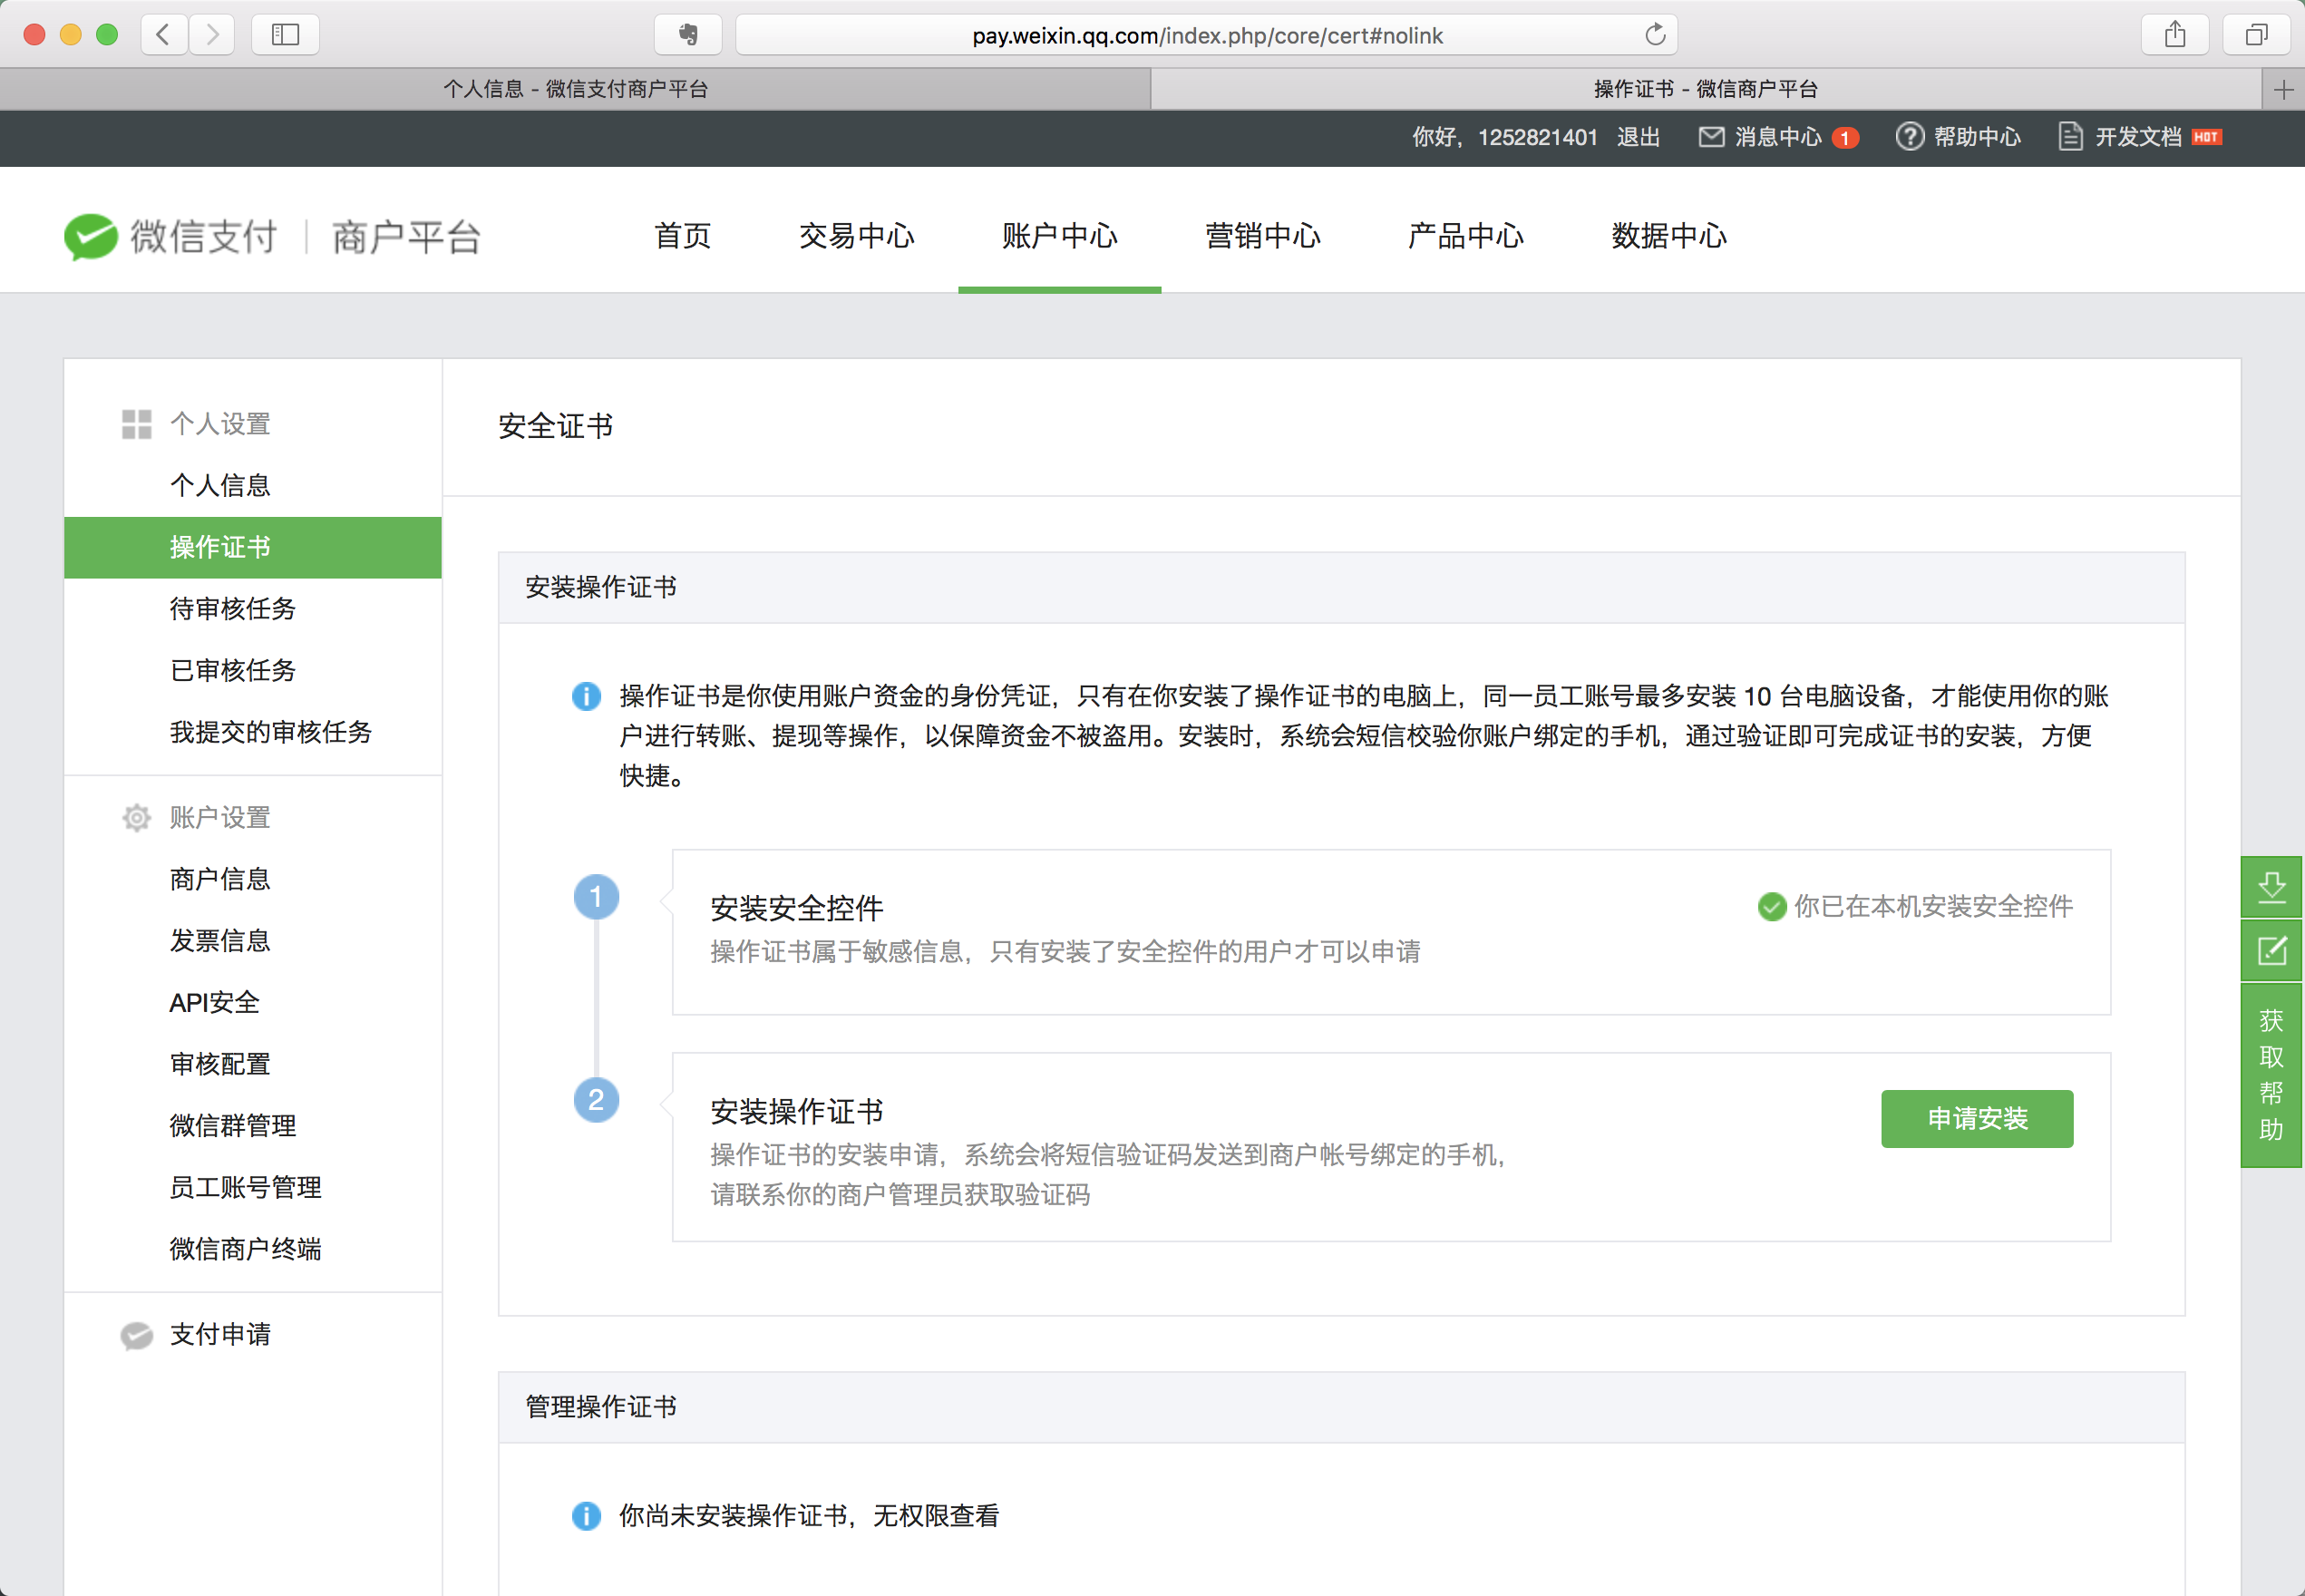 pay.weixin.qq.com/index.php/core/cert#nolink
个人信息 - 微信支付商户平台
操作证书 - 微信商户平台
你好，1252821401 退出 消息中心 1 帮助中心 开发文档 HOT
微信支付 | 商户平台
首页 交易中心 账户中心 营销中心 产品中心 数据中心
个人设置
个人信息
操作证书
待审核任务
已审核任务
我提交的审核任务
账户设置
商户信息
发票信息
API安全
审核配置
微信群管理
员工账号管理
微信商户终端
支付申请
安全证书
安装操作证书
操作证书是你使用账户资金的身份凭证，只有在你安装了操作证书的电脑上，同一员工账号最多安装 10 台电脑设备，才能使用你的账
户进行转账、提现等操作，以保障资金不被盗用。安装时，系统会短信校验你账户绑定的手机，通过验证即可完成证书的安装，方便
快捷。
1
安装安全控件
你已在本机安装安全控件
操作证书属于敏感信息，只有安装了安全控件的用户才可以申请
2
安装操作证书
申请安装
操作证书的安装申请，系统会将短信验证码发送到商户帐号绑定的手机，
请联系你的商户管理员获取验证码
管理操作证书
你尚未安装操作证书，无权限查看
获
取
帮
助